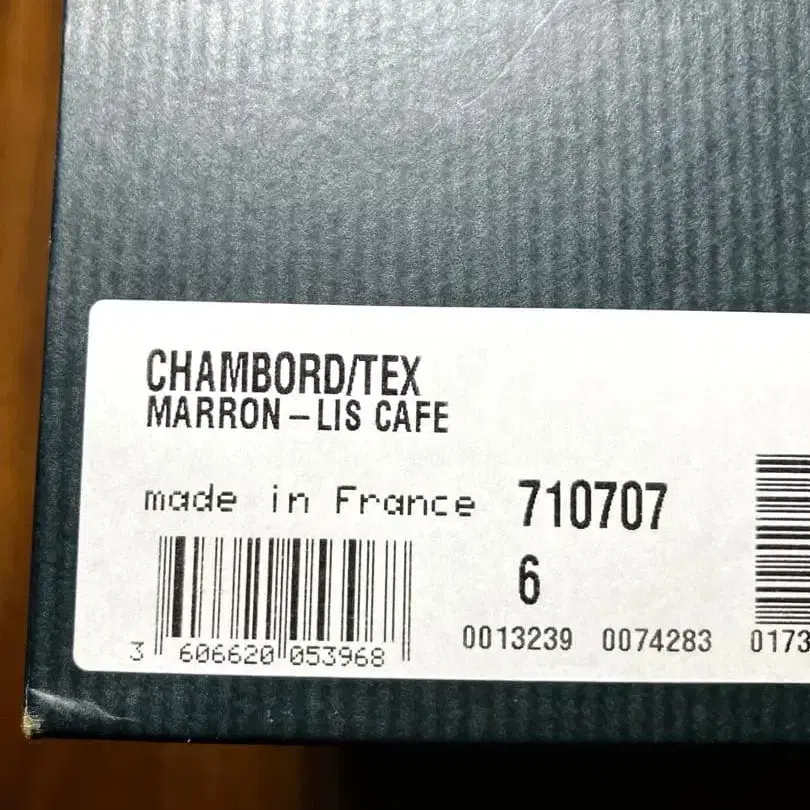 CHAMBORD/TEX
MARRON–LIS CAFE
made in France 710707
6
0013239 0074283 0173
3 606620 053968